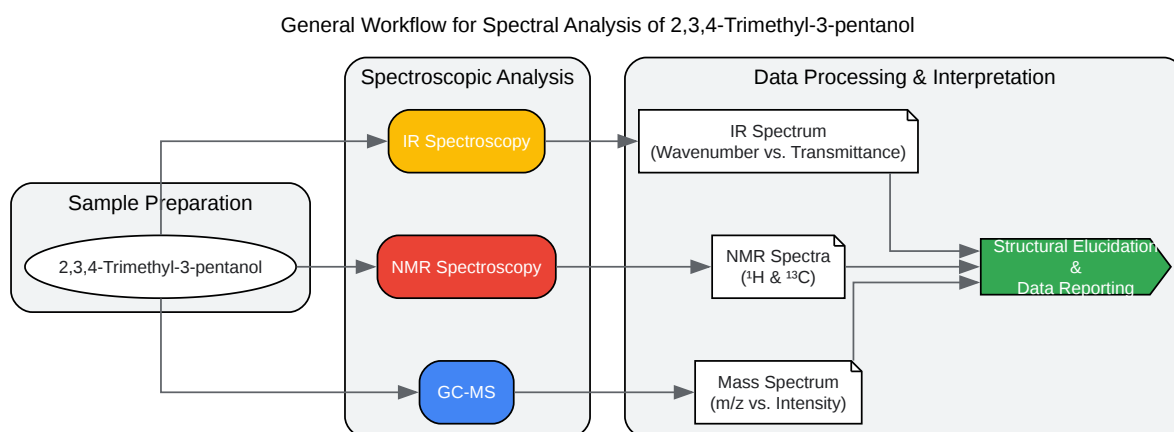 General Workflow for Spectral Analysis of 2,3,4-Trimethyl-3-pentanol
Sample Preparation
2,3,4-Trimethyl-3-pentanol
Spectroscopic Analysis
IR Spectroscopy
NMR Spectroscopy
GC-MS
Data Processing & Interpretation
IR Spectrum
(Wavenumber vs. Transmittance)
NMR Spectra
(¹H & ¹³C)
Mass Spectrum
(m/z vs. Intensity)
Structural Elucidation
&
Data Reporting